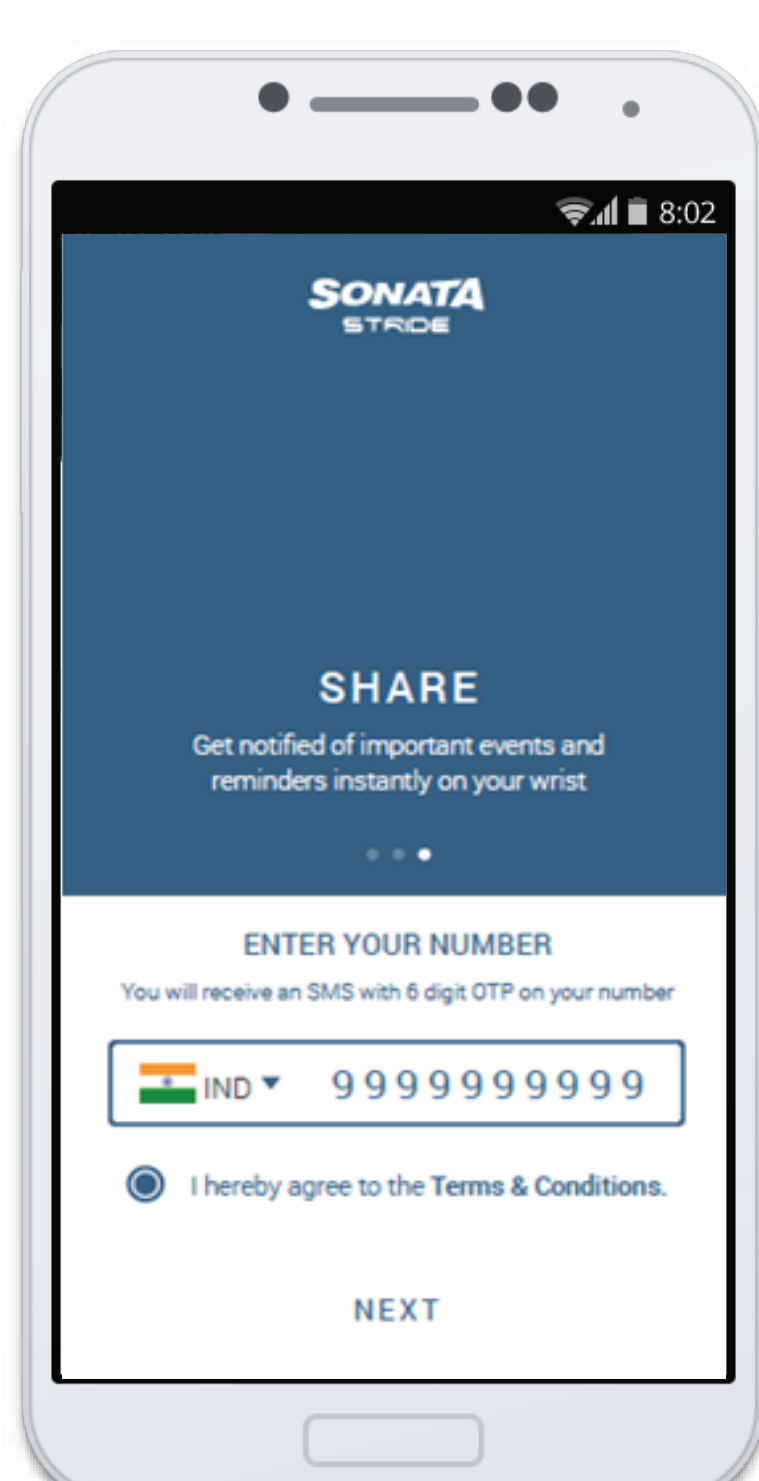 8:02
SONATA
STRIDE
SHARE
Get notified of important events and
reminders instantly on your wrist
ENTER YOUR NUMBER
You will receive an SMS with 6 digit OTP on your number
IND 9999999999
I hereby agree to the Terms & Conditions.
NEXT